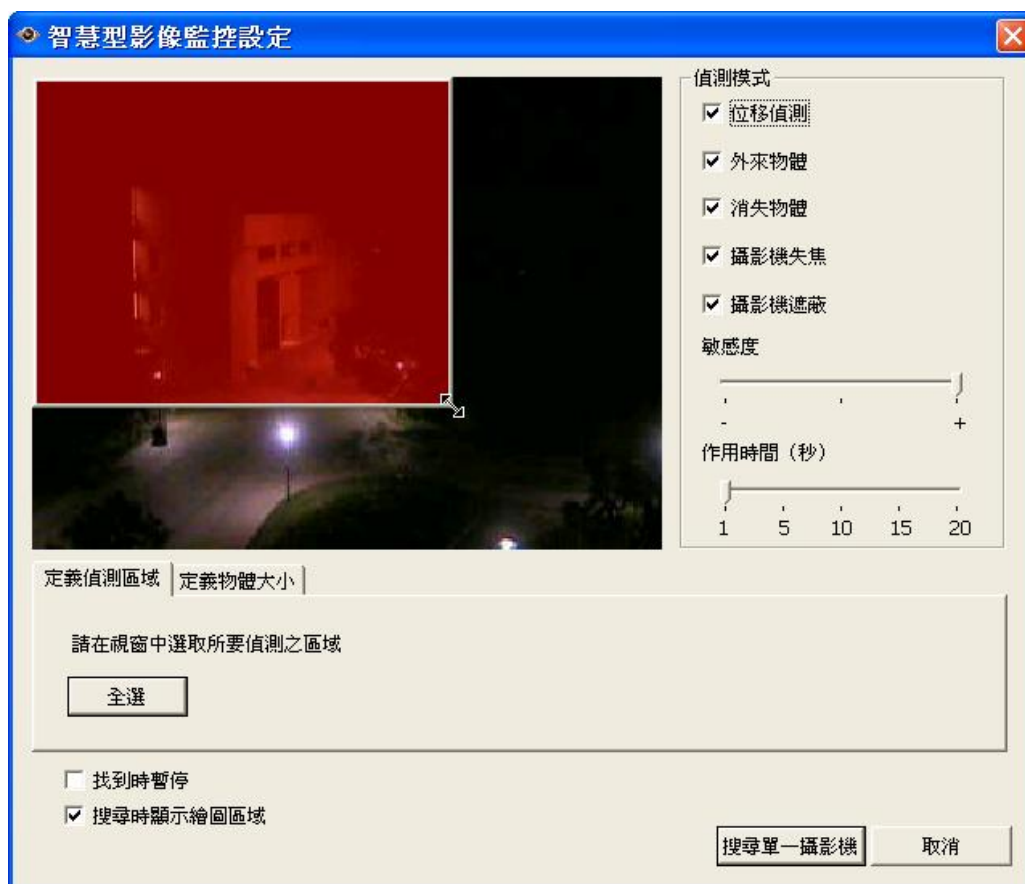 智慧型影像監控設定
偵測模式
位移偵測
外來物體
消失物體
攝影機失焦
攝影機遮蔽
敏感度
- +
作用時間（秒）
1 5 10 15 20
定義偵測區域 定義物體大小
請在視窗中選取所要偵測之區域
全選
找到時暫停
搜尋時顯示繪圖區域
搜尋單一攝影機 取消